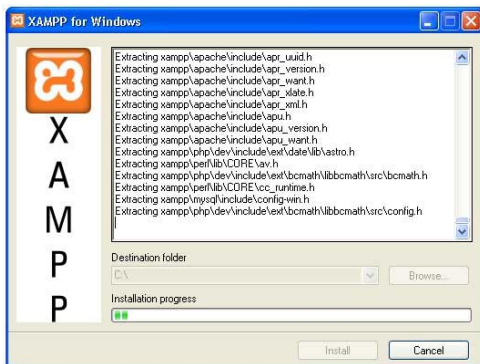 XAMPP for Windows
X
A
M
P
P
Extracting xampp\apache\include\apr_uuid.h
Extracting xampp\apache\include\apr_version.h
Extracting xampp\apache\include\apr_want.h
Extracting xampp\apache\include\apr_xlate.h
Extracting xampp\apache\include\apr_xml.h
Extracting xampp\apache\include\apu.h
Extracting xampp\apache\include\apu_version.h
Extracting xampp\apache\include\apu_want.h
Extracting xampp\php\dev\include\ext\date\lib\astro.h
Extracting xampp\perl\lib\CORE\av.h
Extracting xampp\php\dev\include\ext\bcmath\libbcmath\src\bcmath.h
Extracting xampp\perl\lib\CORE\cc_runtime.h
Extracting xampp\mysql\include\config-win.h
Extracting xampp\php\dev\include\ext\bcmath\libbcmath\src\config.h
Destination folder
C:\
Browse...
Installation progress
Install
Cancel